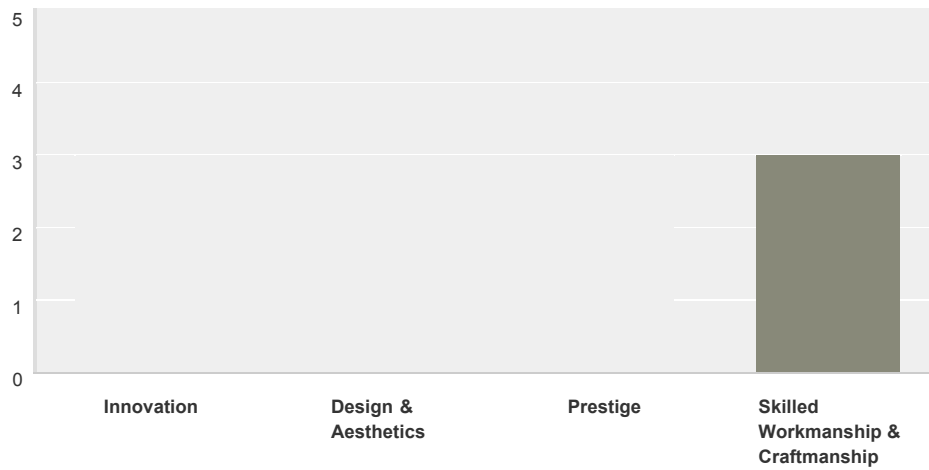 5
4
3
2
1
0
Innovation
Design &
Aesthetics
Prestige
Skilled
Workmanship &
Craftmanship